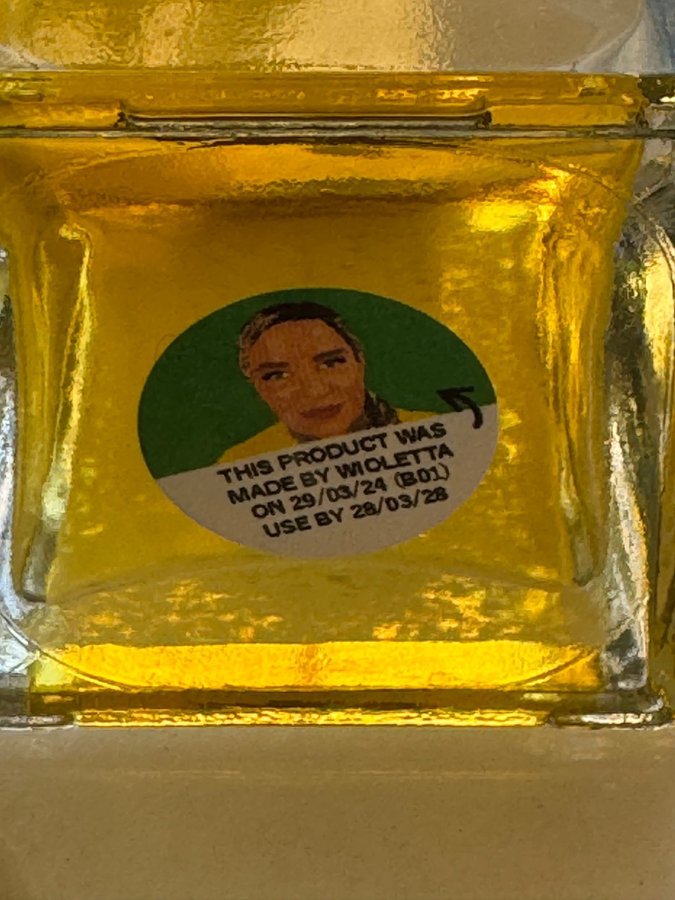 THIS PRODUCT WAS
MADE BY WIOLETTA
ON 29/03/24 (B01)
USE BY 28/03/28